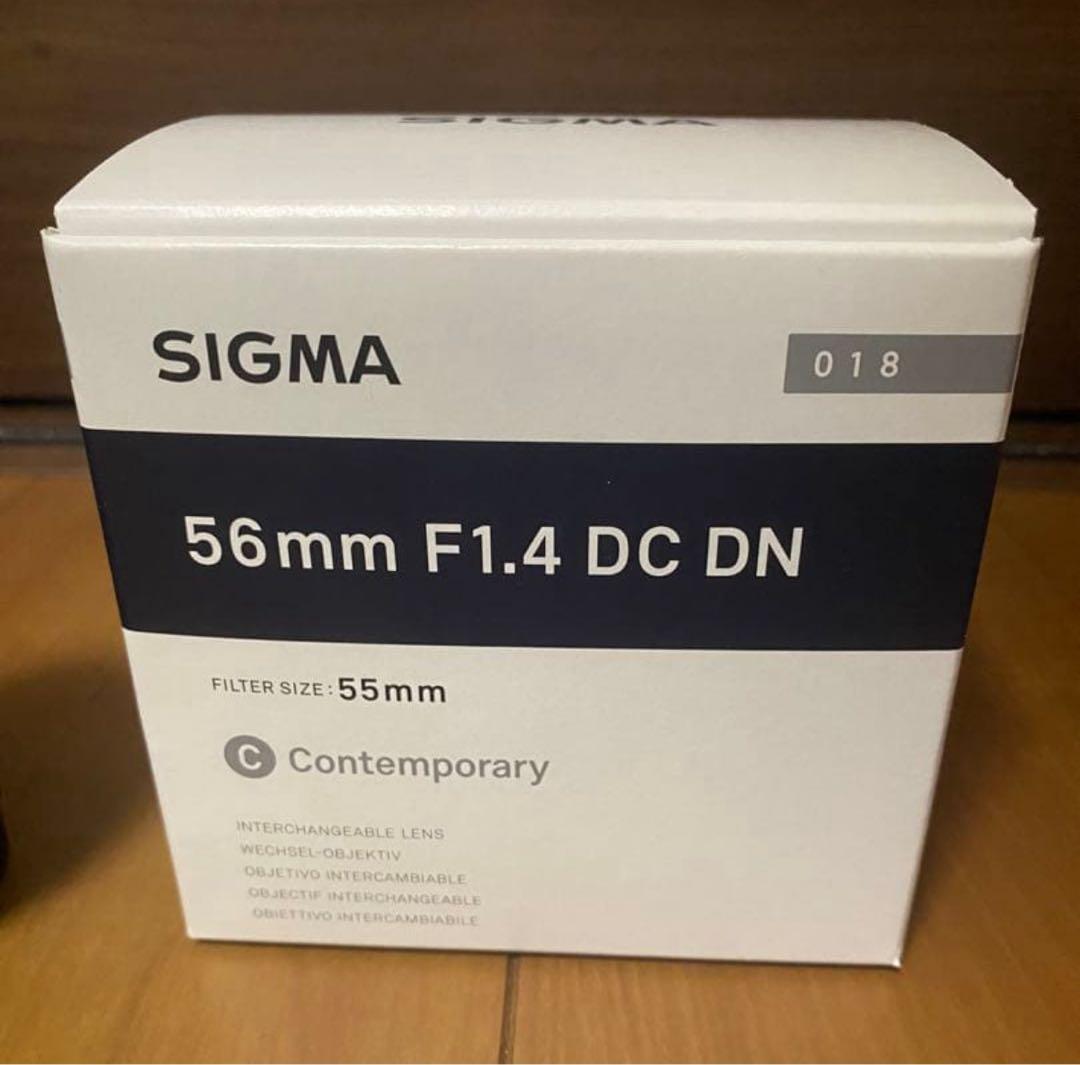 SIGMA
SIGMA
018
56mm F1.4 DC DN
FILTER SIZE : 55mm
C Contemporary
INTERCHANGEABLE LENS
WECHSEL-OBJEKTIV
OBJETIVO INTERCAMBIABLE
OBJECTIF INTERCHANGEABLE
OBIETTIVO INTERCAMBIABILE